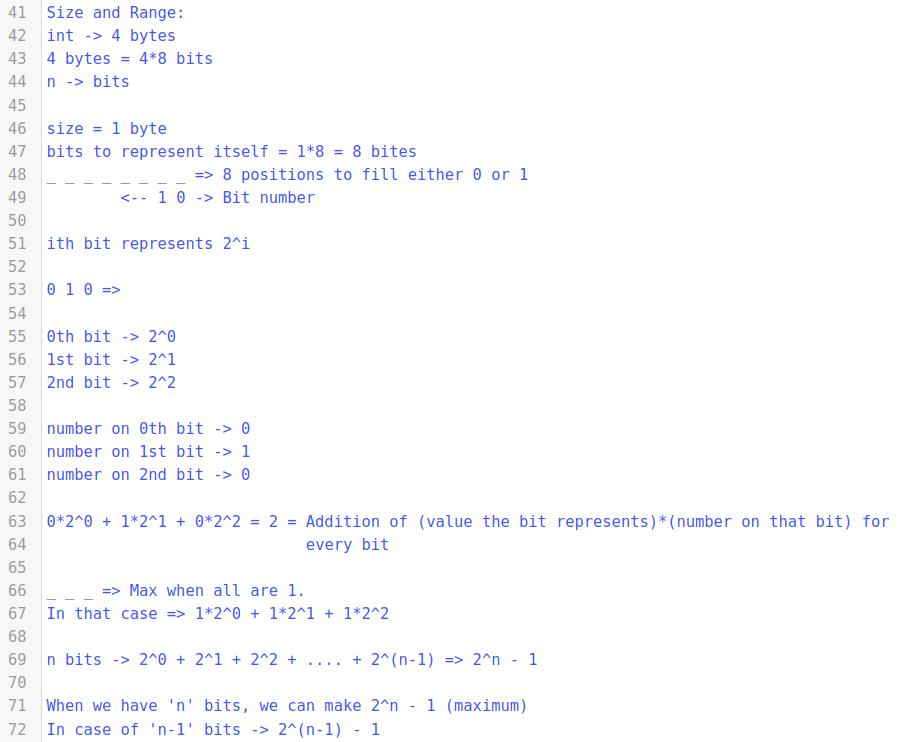 41 Size and Range:
42 int -> 4 bytes
43 4 bytes = 4*8 bits
44 n -> bits
45
46 size = 1 byte
47 bits to represent itself = 1*8 = 8 bites
48 _ _ _ _ _ _ _ _ => 8 positions to fill either 0 or 1
49         <-- 1 0 -> Bit number
50
51 ith bit represents 2^i
52
53 0 1 0 =>
54
55 0th bit -> 2^0
56 1st bit -> 2^1
57 2nd bit -> 2^2
58
59 number on 0th bit -> 0
60 number on 1st bit -> 1
61 number on 2nd bit -> 0
62
63 0*2^0 + 1*2^1 + 0*2^2 = 2 = Addition of (value the bit represents)*(number on that bit) for
64                             every bit
65
66 _ _ _ => Max when all are 1.
67 In that case => 1*2^0 + 1*2^1 + 1*2^2
68
69 n bits -> 2^0 + 2^1 + 2^2 + .... + 2^(n-1) => 2^n - 1
70
71 When we have 'n' bits, we can make 2^n - 1 (maximum)
72 In case of 'n-1' bits -> 2^(n-1) - 1